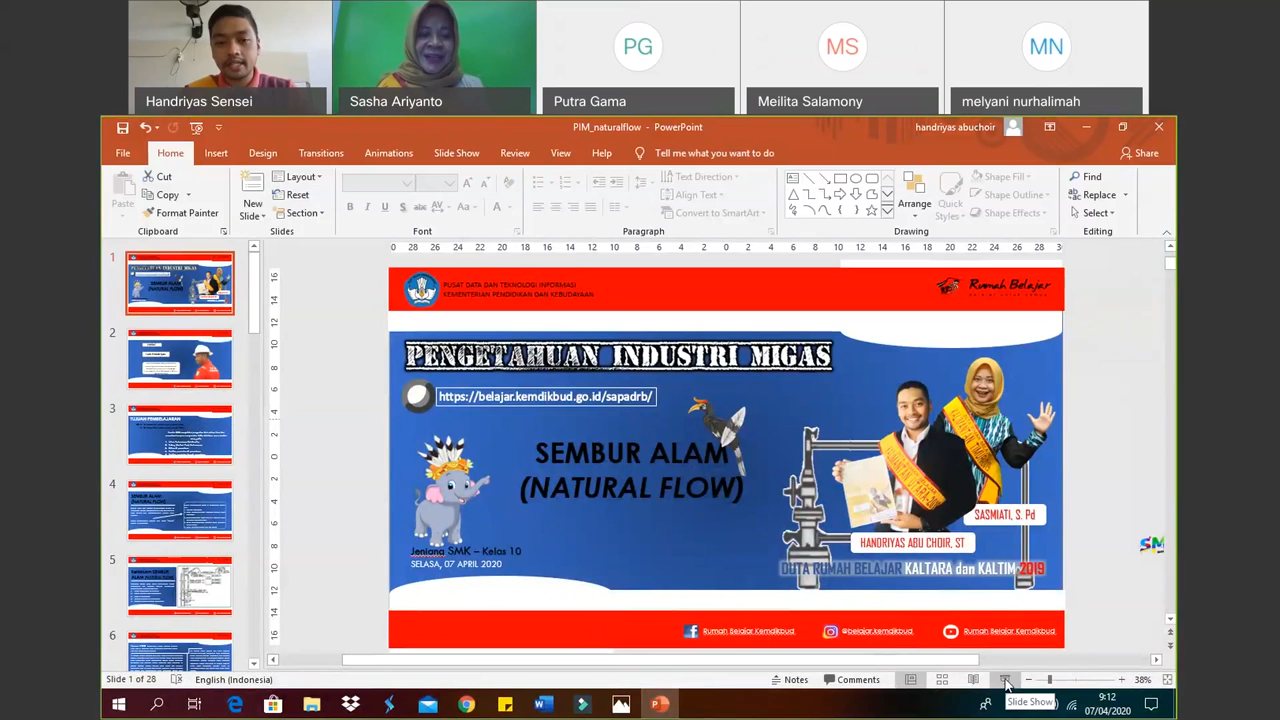 PG
MS
MN
Handriyas Sensei
Sasha Ariyanto
Putra Gama
Meilita Salamony
melyani nurhalimah
PIM_naturalflow - PowerPoint
handriyas abuchoir
File
Home
Insert
Design
Transitions
Animations
Slide Show
Review
View
Help
Tell me what you want to do
Share
Paste
Cut
Copy
Format Painter
Clipboard
New Slide
Layout
Reset
Section
Slides
Font
Text Direction
Align Text
Convert to SmartArt
Paragraph
Arrange
Quick Styles
Shape Fill
Shape Outline
Shape Effects
Drawing
Find
Replace
Select
Editing
1
2
3
4
5
6
PUSAT DATA DAN TEKNOLOGI INFORMASI
KEMENTERIAN PENDIDIKAN DAN KEBUDAYAAN
Rumah Belajar
PENGETAHUAN INDUSTRI MIGAS
https://belajar.kemdikbud.go.id/sapadrb/
SEMBUR ALAM
(NATURAL FLOW)
SASMIATI, S. Pd
HANDRIYAS ABU CHOIR, ST
Jenjang SMK – Kelas 10
SELASA, 07 APRIL 2020
DUTA RUMAH BELAJAR KALTARA dan KALTIM 2019
Rumah Belajar Kemdikbud
@belajar.kemdikbud
Rumah Belajar Kemdikbud
SM
Slide 1 of 28
English (Indonesia)
Notes
Comments
38%
Slide Show
9:12
07/04/2020